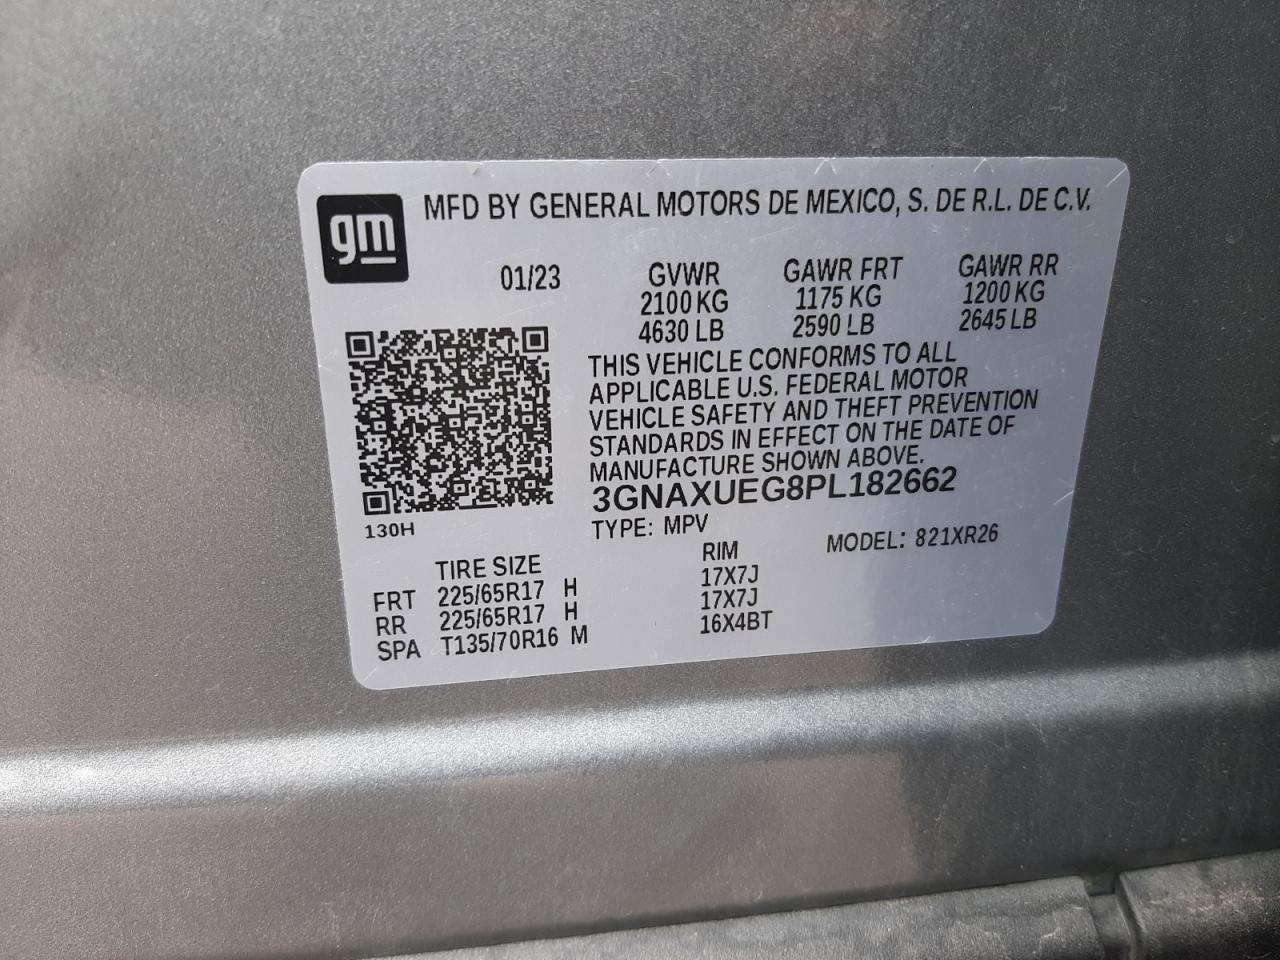 gm
MFD BY GENERAL MOTORS DE MEXICO, S. DE R.L. DE C.V.
01/23 GVWR GAWR FRT GAWR RR
2100 KG 1175 KG 1200 KG
4630 LB 2590 LB 2645 LB
THIS VEHICLE CONFORMS TO ALL
APPLICABLE U.S. FEDERAL MOTOR
VEHICLE SAFETY AND THEFT PREVENTION
STANDARDS IN EFFECT ON THE DATE OF
MANUFACTURE SHOWN ABOVE.
3GNAXUEG8PL182662
130H
TYPE: MPV MODEL: 821XR26
TIRE SIZE RIM
FRT 225/65R17 H 17X7J
RR 225/65R17 H 17X7J
SPA T135/70R16 M 16X4BT